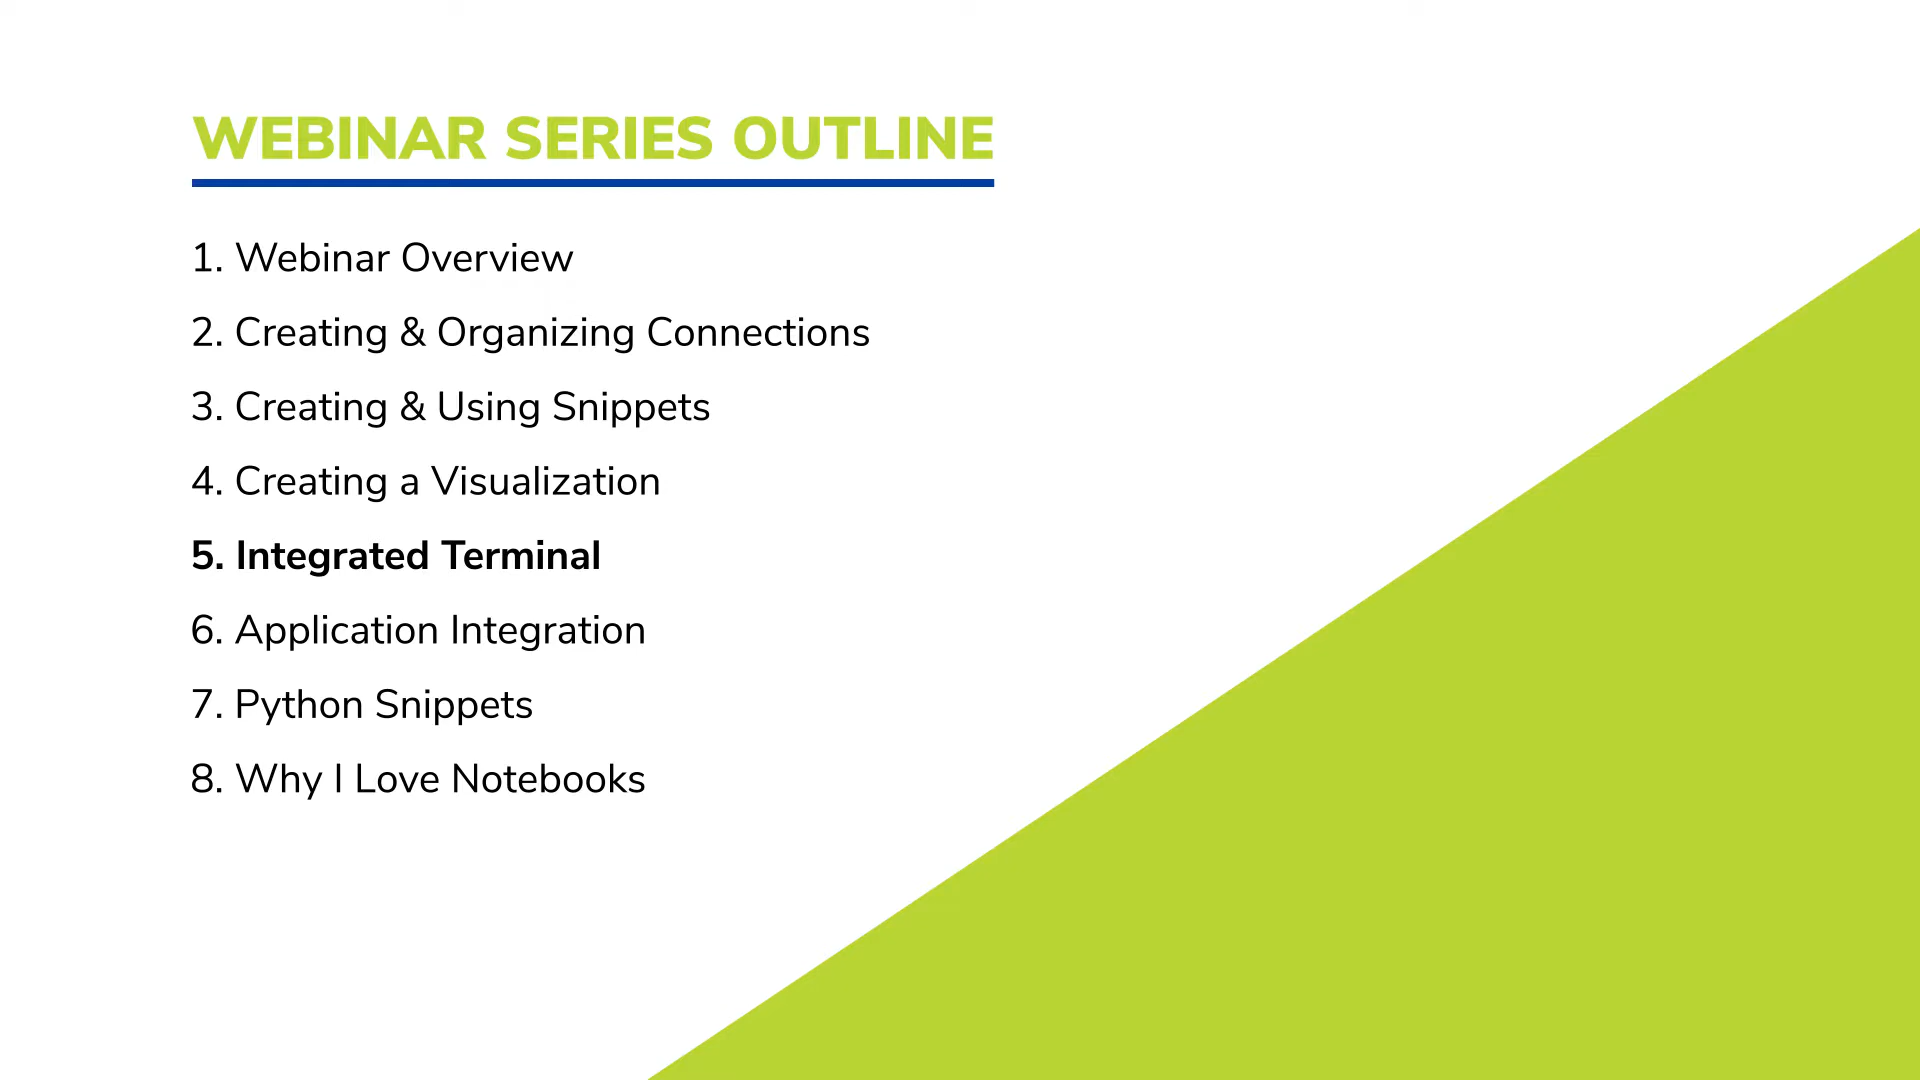 WEBINAR SERIES OUTLINE
1. Webinar Overview
2. Creating & Organizing Connections
3. Creating & Using Snippets
4. Creating a Visualization
5. Integrated Terminal
6. Application Integration
7. Python Snippets
8. Why I Love Notebooks